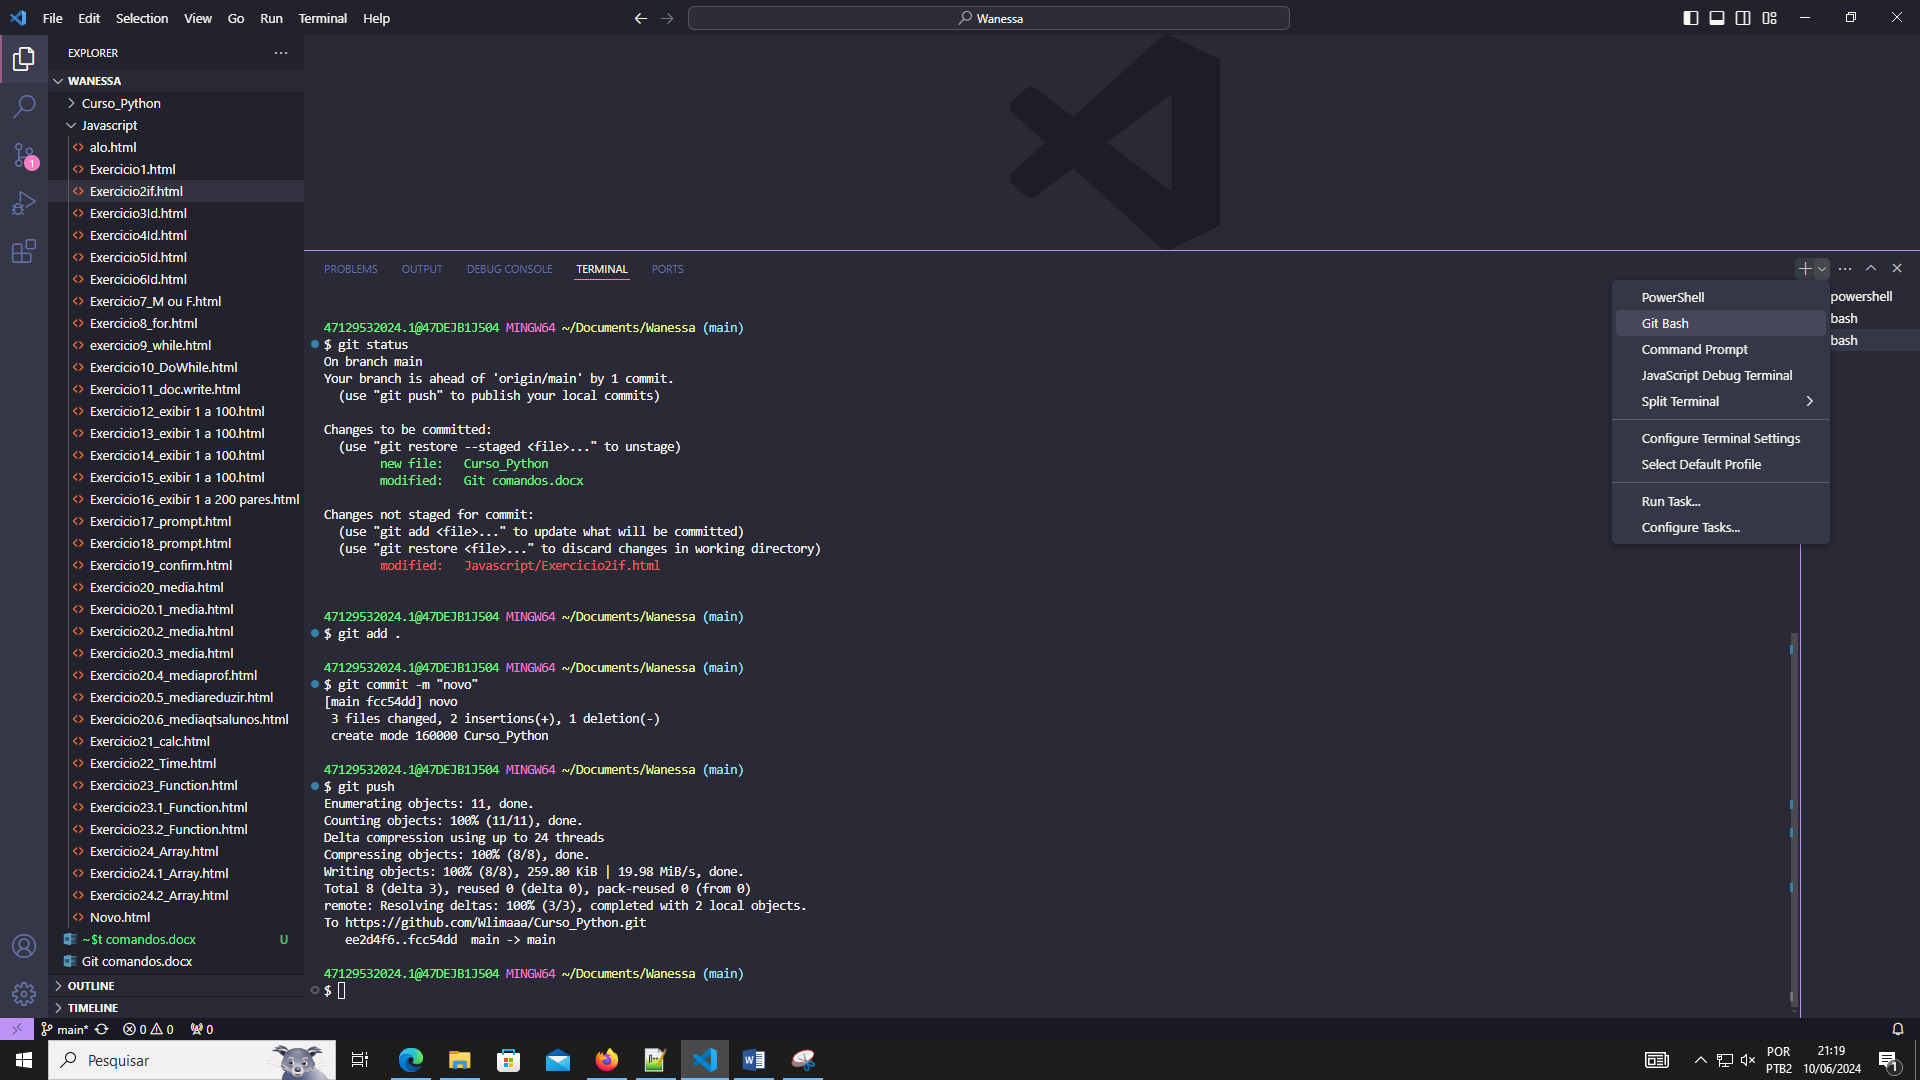 File Edit Selection View Go Run Terminal Help
Wanessa
EXPLORER
WANESSA
Curso_Python
Javascript
alo.html
Exercicio1.html
Exercicio2if.html
Exercicio3Id.html
Exercicio4Id.html
Exercicio5Id.html
Exercicio6Id.html
Exercicio7_M ou F.html
Exercicio8_for.html
exercicio9_while.html
Exercicio10_DoWhile.html
Exercicio11_doc.write.html
Exercicio12_exibir 1 a 100.html
Exercicio13_exibir 1 a 100.html
Exercicio14_exibir 1 a 100.html
Exercicio15_exibir 1 a 100.html
Exercicio16_exibir 1 a 200 pares.html
Exercicio17_prompt.html
Exercicio18_prompt.html
Exercicio19_confirm.html
Exercicio20_media.html
Exercicio20.1_media.html
Exercicio20.2_media.html
Exercicio20.3_media.html
Exercicio20.4_mediaprof.html
Exercicio20.5_mediareduzir.html
Exercicio20.6_mediaqtsalunos.html
Exercicio21_calc.html
Exercicio22_Time.html
Exercicio23_Function.html
Exercicio23.1_Function.html
Exercicio23.2_Function.html
Exercicio24_Array.html
Exercicio24.1_Array.html
Exercicio24.2_Array.html
Novo.html
~$t comandos.docx U
Git comandos.docx
OUTLINE
TIMELINE
1
PROBLEMS OUTPUT DEBUG CONSOLE TERMINAL PORTS
47129532024.1@47DEJB1J504 MINGW64 ~/Documents/Wanessa (main)
$ git status
On branch main
Your branch is ahead of 'origin/main' by 1 commit.
(use "git push" to publish your local commits)
Changes to be committed:
(use "git restore --staged <file>..." to unstage)
new file: Curso_Python
modified: Git comandos.docx
Changes not staged for commit:
(use "git add <file>..." to update what will be committed)
(use "git restore <file>..." to discard changes in working directory)
modified: Javascript/Exercicio2if.html
47129532024.1@47DEJB1J504 MINGW64 ~/Documents/Wanessa (main)
$ git add .
47129532024.1@47DEJB1J504 MINGW64 ~/Documents/Wanessa (main)
$ git commit -m "novo"
[main fcc54dd] novo
3 files changed, 2 insertions(+), 1 deletion(-)
create mode 160000 Curso_Python
47129532024.1@47DEJB1J504 MINGW64 ~/Documents/Wanessa (main)
$ git push
Enumerating objects: 11, done.
Counting objects: 100% (11/11), done.
Delta compression using up to 24 threads
Compressing objects: 100% (8/8), done.
Writing objects: 100% (8/8), 259.80 KiB | 19.98 MiB/s, done.
Total 8 (delta 3), reused 0 (delta 0), pack-reused 0 (from 0)
remote: Resolving deltas: 100% (3/3), completed with 2 local objects.
To https://github.com/Wlimaaa/Curso_Python.git
ee2d4f6..fcc54dd main -> main
47129532024.1@47DEJB1J504 MINGW64 ~/Documents/Wanessa (main)
$
PowerShell
Git Bash
Command Prompt
JavaScript Debug Terminal
Split Terminal
Configure Terminal Settings
Select Default Profile
Run Task...
Configure Tasks...
powershell
bash
bash
main* 0 0 0
Pesquisar
POR
PTB2
21:19
10/06/2024
1